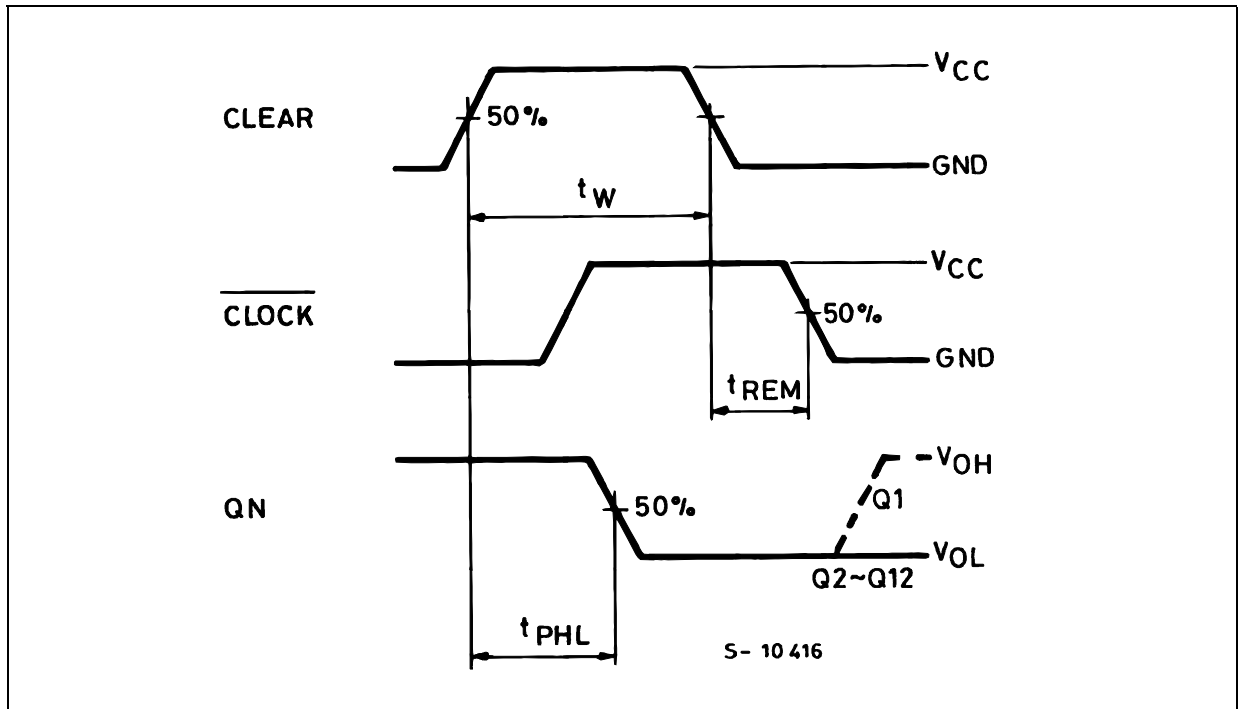 VCC
CLEAR
50%
GND
tW
VCC
CLOCK
50%
GND
tREM
VOH
Q1
QN
50%
VOL
Q2~Q12
tPHL
S- 10 416